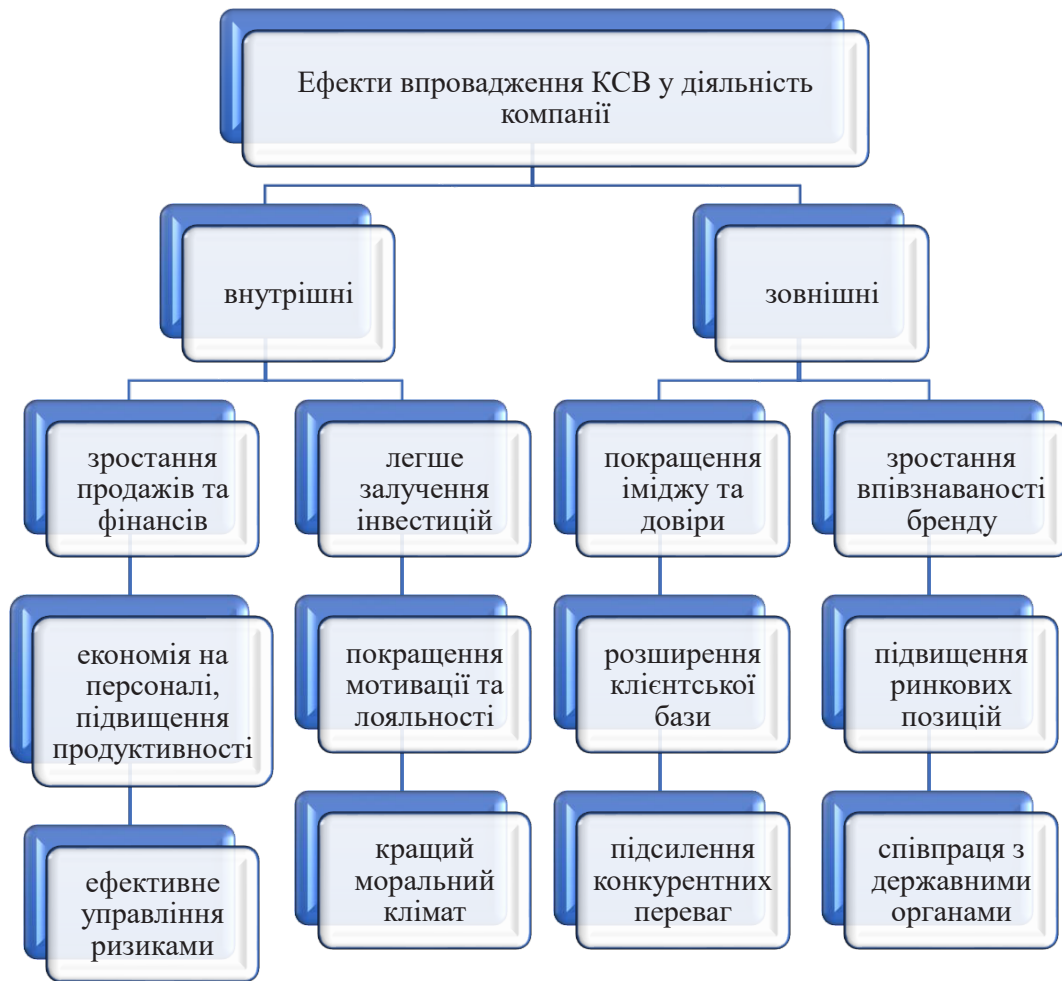 Ефекти впровадження КСВ у діяльність
компанії
внутрішні
зовнішні
зростання
продажів та
фінансів
легше
залучення
інвестицій
покращення
іміджу та
довіри
зростання
впівзнаваності
бренду
економія на
персоналі,
підвищення
продуктивності
покращення
мотивації та
лояльності
розширення
клієнтської
бази
підвищення
ринкових
позицій
ефективне
управління
ризиками
кращий
моральний
клімат
підсилення
конкурентних
переваг
співпраця з
державними
органами